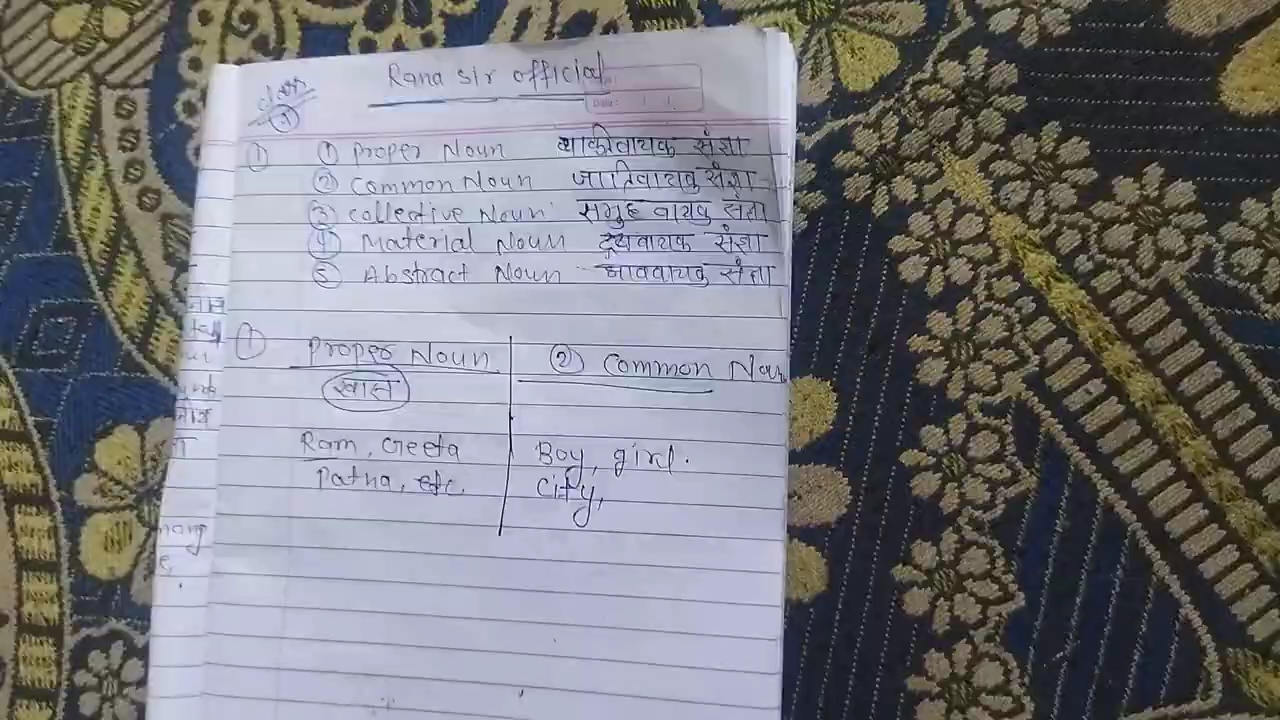 Rana sir official
Date:
① ① Proper Noun व्यक्तिवाचक संज्ञा
② Common Noun जातिवाचक संज्ञा
③ Collective Noun समुह वाचक संज्ञा
④ Material Noun द्रव्यवाचक संज्ञा
⑤ Abstract Noun भाववाचक संज्ञा
① Proper Noun
खास
Ram, Geeta
Patna, etc.
② Common Noun
Boy, girl.
City,